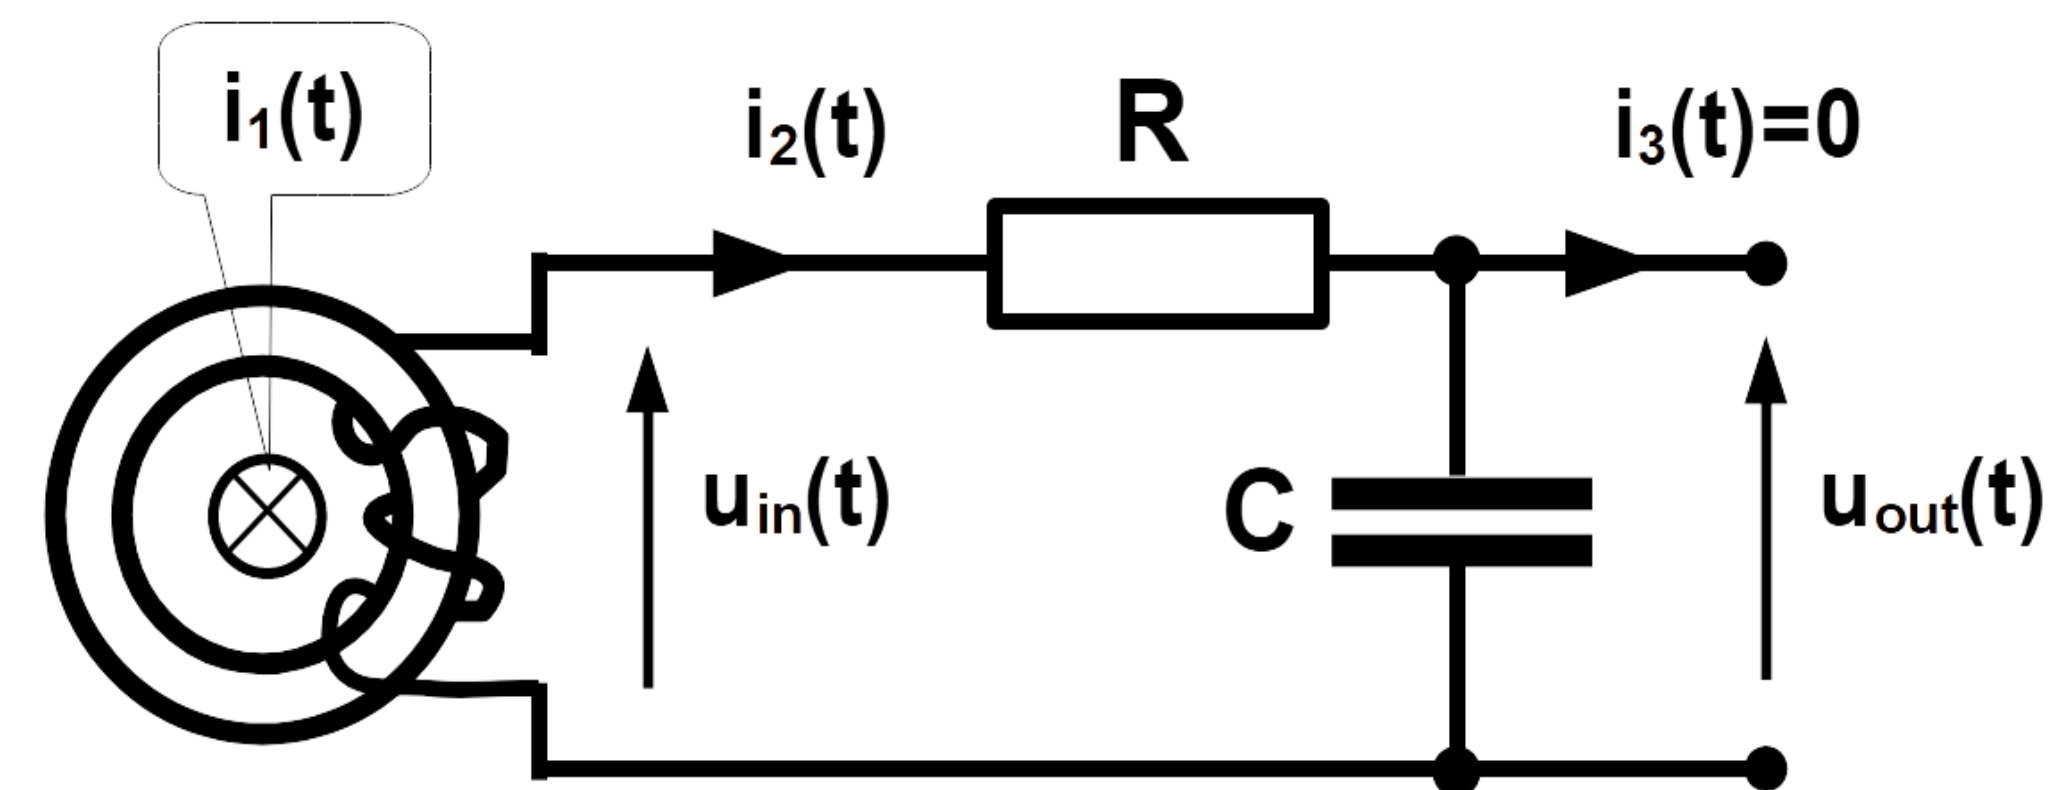 i₁(t)
i₂(t)
R
i₃(t)=0
uᵢₙ(t)
C
uₒᵤₜ(t)